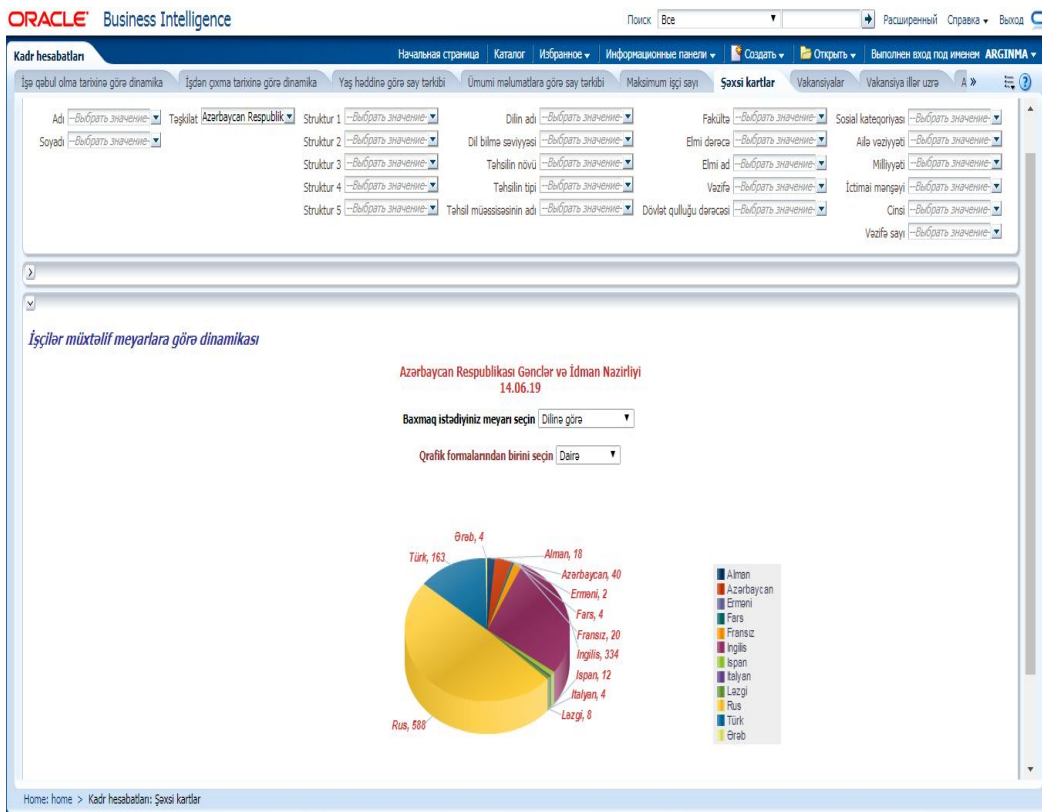 ORACLE Business Intelligence
Поиск Все Расширенный Справка Выход
Kadr hesabatları Начальная страница Каталог Избранное Информационные панели Создать Открыть Выполнен вход под именем ARGINMA
İşə qəbul olma tarixinə görə dinamika İşdən çıxma tarixinə görə dinamika Yaş həddinə görə say tərkibi Ümumi məlumatlara görə say tərkibi Maksimum işçi sayı Şəxsi kartlar Vakansiyalar Vakansiya illər uzrə A »
Adı --Выбрать значение- Təşkilat Azərbaycan Respublik Struktur 1 --Выбрать значение- Dilin adı --Выбрать значение- Fakültə --Выбрать значение- Sosial kateqoriyası --Выбрать значение-
Soyadı --Выбрать значение- Struktur 2 --Выбрать значение- Dil bilmə səviyyəsi --Выбрать значение- Elmi dərəcə --Выбрать значение- Ailə vəziyyəti --Выбрать значение-
Struktur 3 --Выбрать значение- Təhsilin növü --Выбрать значение- Elmi ad --Выбрать значение- Milliyyəti --Выбрать значение-
Struktur 4 --Выбрать значение- Təhsilin tipi --Выбрать значение- Vəzifə --Выбрать значение- İctimai mənşəyi --Выбрать значение-
Struktur 5 --Выбрать значение- Təhsil müəssisəsinin adı --Выбрать значение- Dövlət qulluğu dərəcəsi --Выбрать значение- Cinsi --Выбрать значение-
Vəzifə sayı --Выбрать значение-
İşçilər müxtəlif meyarlara görə dinamikası
Azərbaycan Respublikası Gənclər və İdman Nazirliyi
14.06.19
Baxmaq istədiyiniz meyarı seçin Dilinə görə
Qrafik formalarından birini seçin Dairə
Ərəb, 4
Türk, 163
Alman, 18
Azərbaycan, 40
Erməni, 2
Fars, 4
Fransız, 20
Ingilis, 334
Ispan, 12
Italyan, 4
Ləzgi, 8
Rus, 588
Alman
Azərbaycan
Erməni
Fars
Fransız
Ingilis
Ispan
Italyan
Ləzgi
Rus
Türk
Ərəb
Home: home > Kadr hesabatları: Şəxsi kartlar